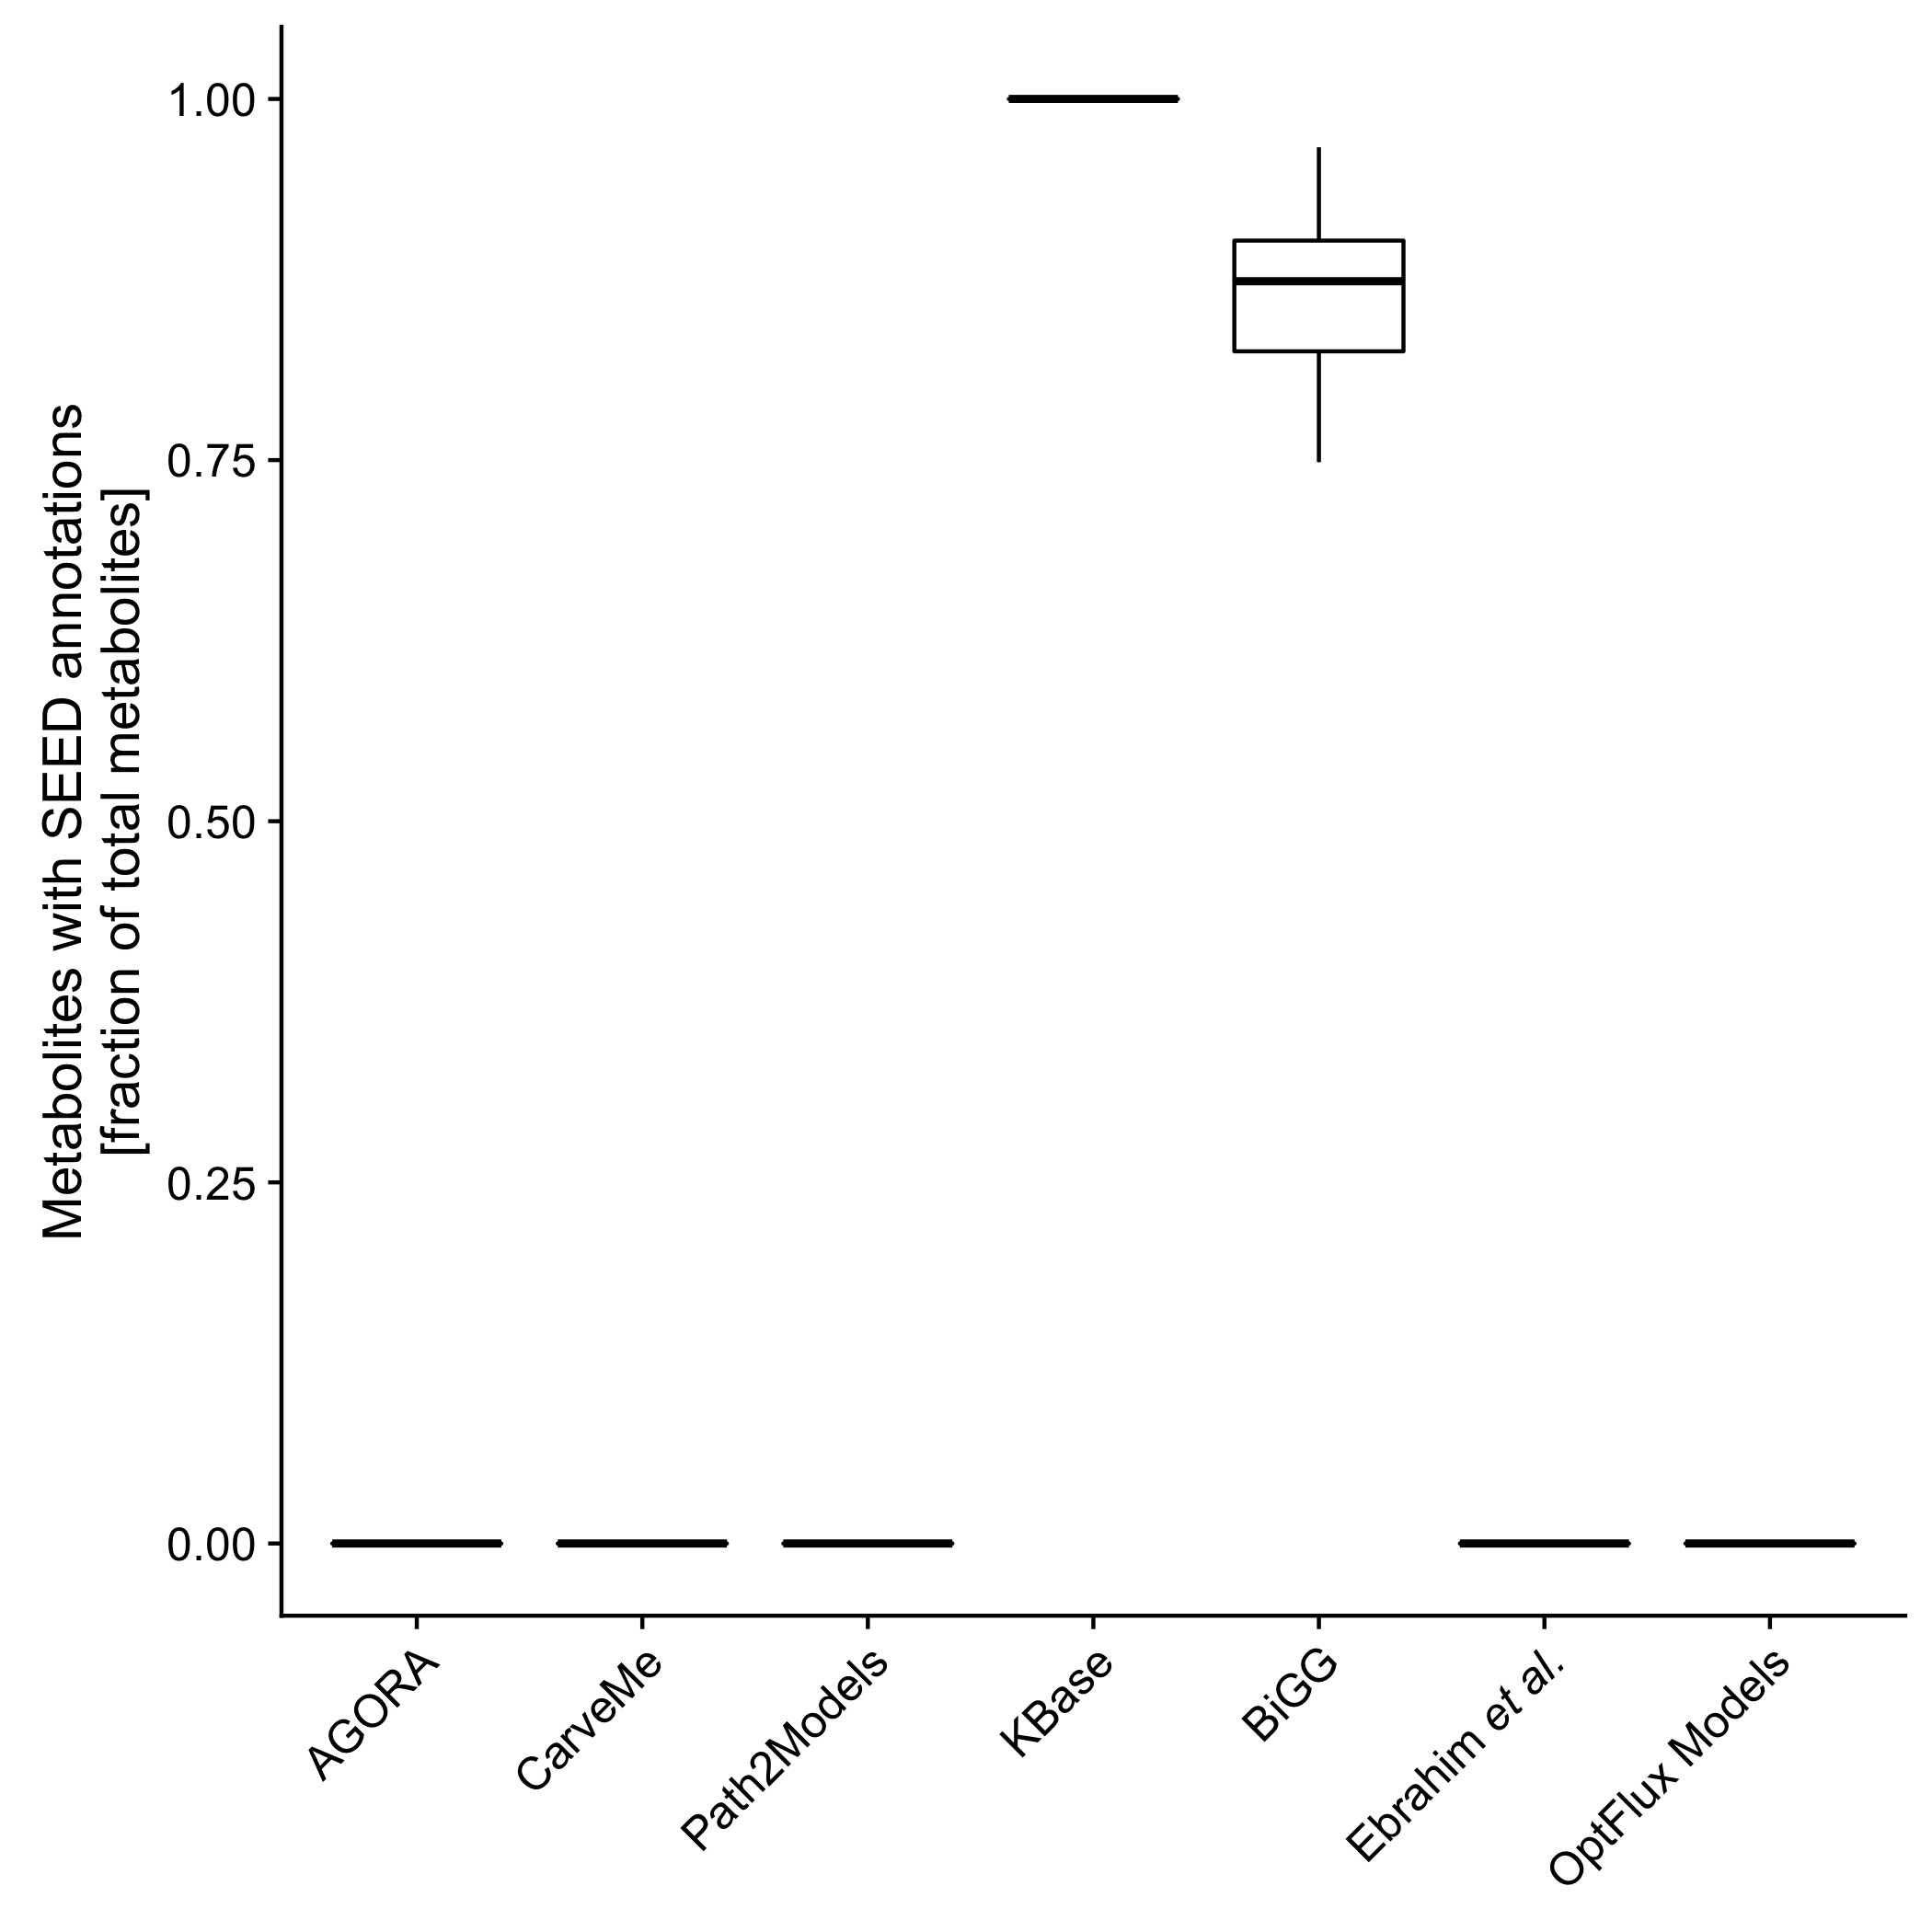 Metabolites with SEED annotations
[fraction of total metabolites]
1.00
0.75
0.50
0.25
0.00
AGORA
CarveMe
Path2Models
KBase
BiGG
Ebrahim et al.
OptFlux Models